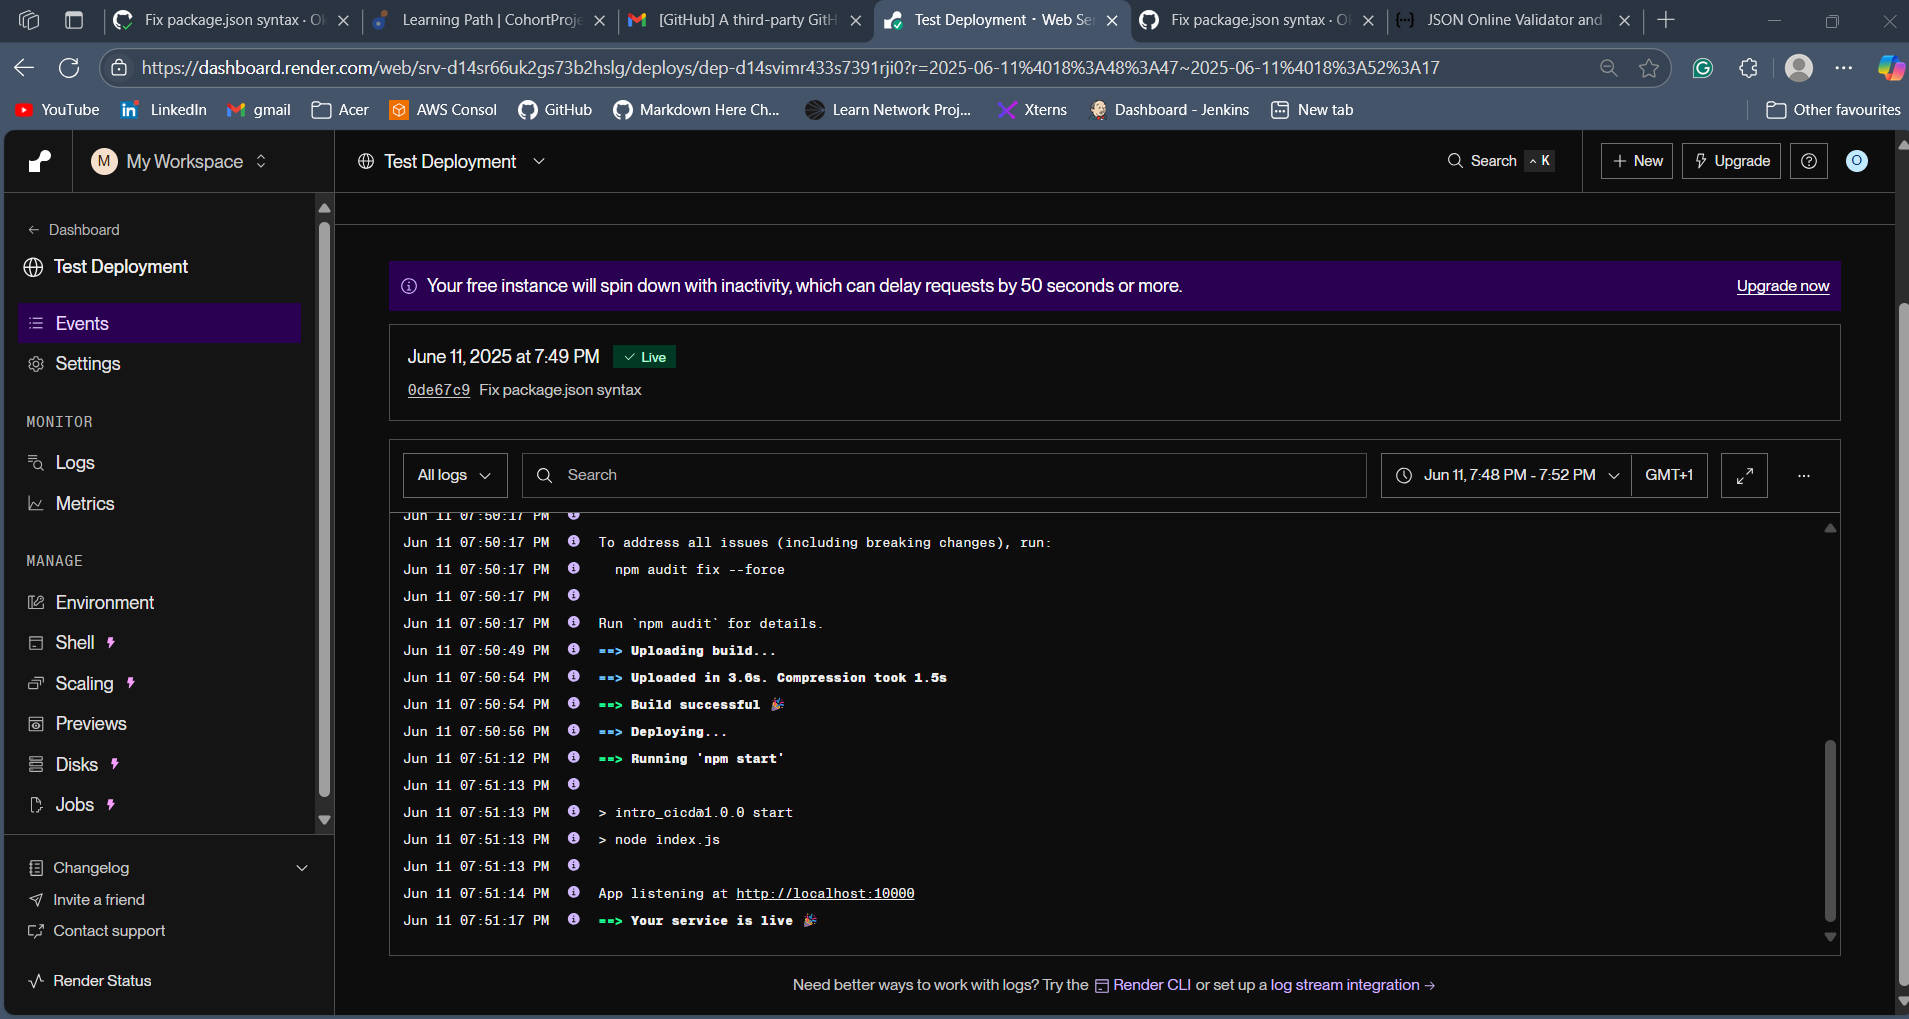 Fix package.json syntax · Ok
Learning Path | CohortProje
[GitHub] A third-party GitH
Test Deployment · Web Ser
Fix package.json syntax · O
JSON Online Validator and
https://dashboard.render.com/web/srv-d14sr66uk2gs73b2hslg/deploys/dep-d14svimr433s7391rji0?r=2025-06-11%4018%3A48%3A47~2025-06-11%4018%3A52%3A17
YouTube
LinkedIn
gmail
Acer
AWS Consol
GitHub
Markdown Here Ch...
Learn Network Proj...
Xterns
Dashboard - Jenkins
New tab
Other favourites
M My Workspace
Test Deployment
Search ^ K
+ New
Upgrade
O
← Dashboard
Test Deployment
Events
Settings
MONITOR
Logs
Metrics
MANAGE
Environment
Shell
Scaling
Previews
Disks
Jobs
Changelog
Invite a friend
Contact support
Render Status
Your free instance will spin down with inactivity, which can delay requests by 50 seconds or more.
Upgrade now
June 11, 2025 at 7:49 PM ✓ Live
0de67c9 Fix package.json syntax
All logs
Search
Jun 11, 7:48 PM - 7:52 PM
GMT+1
...
Jun 11 07:50:17 PM
Jun 11 07:50:17 PM To address all issues (including breaking changes), run:
Jun 11 07:50:17 PM npm audit fix --force
Jun 11 07:50:17 PM
Jun 11 07:50:17 PM Run `npm audit` for details.
Jun 11 07:50:49 PM ==> Uploading build...
Jun 11 07:50:54 PM ==> Uploaded in 3.6s. Compression took 1.5s
Jun 11 07:50:54 PM ==> Build successful 🎉
Jun 11 07:50:56 PM ==> Deploying...
Jun 11 07:51:12 PM ==> Running 'npm start'
Jun 11 07:51:13 PM
Jun 11 07:51:13 PM > intro_cicd@1.0.0 start
Jun 11 07:51:13 PM > node index.js
Jun 11 07:51:13 PM
Jun 11 07:51:14 PM App listening at http://localhost:10000
Jun 11 07:51:17 PM ==> Your service is live 🎉
Need better ways to work with logs? Try the Render CLI or set up a log stream integration →